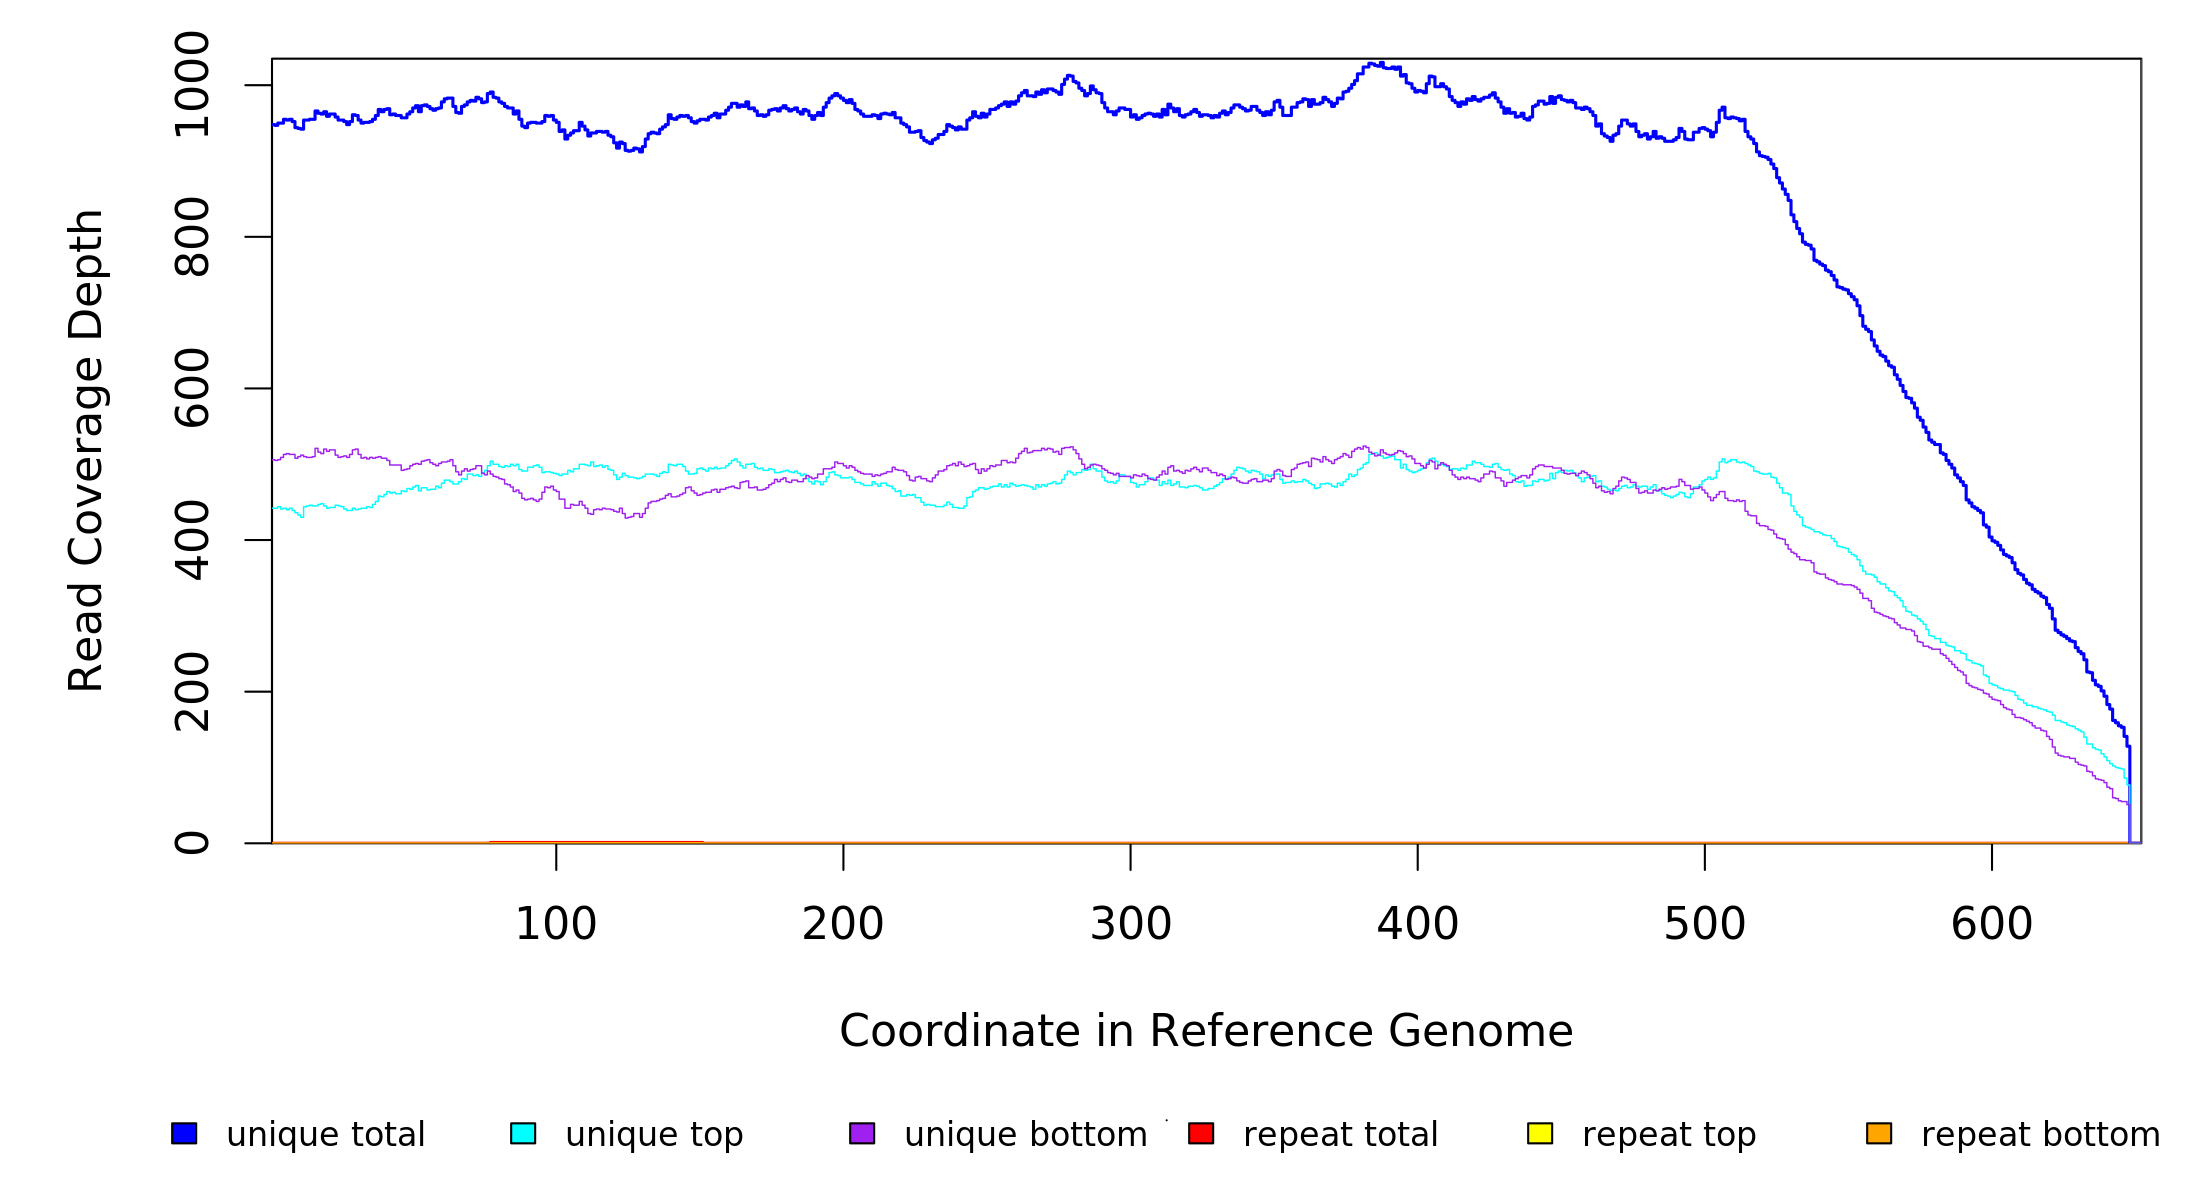 Read Coverage Depth
1000
800
600
400
200
0
100 200 300 400 500 600
Coordinate in Reference Genome
unique total unique top unique bottom repeat total repeat top repeat bottom